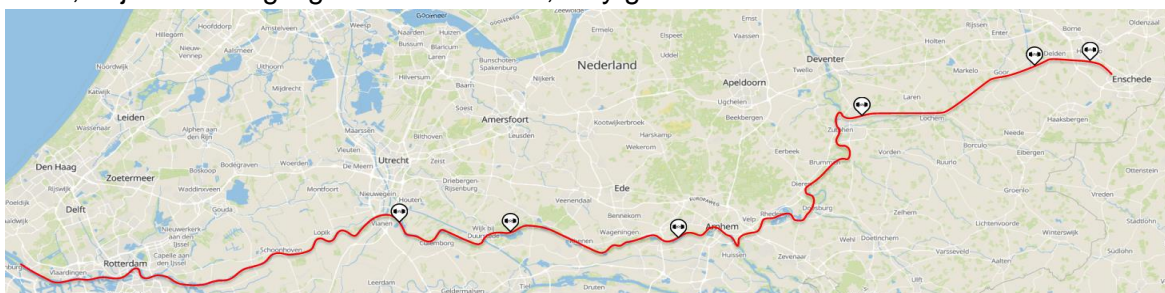 Hillegom
Hoofddorp
Amstelveen
Weesp
Almere
Ermelo
Epe
Oldenzaal
Noordwijk
Katwijk
Nieuw-Vennep
Aalsmeer
Uithoorn
Mijdrecht
Naarden
Bussum
Laren
Hilversum
Huizen
Blaricum
Bunschoten-Spakenburg
Baarn
Nijkerk
Elspeet
Uddel
Nederland
Emst
Vaassen
Apeldoorn
Twello
Deventer
Holten
Rijssen
Enter
Borne
Delden
Markelo
Goor
Enschede
Leiden
Wassenaar
Alphen aan den Rijn
Maarssen
Soest
Amersfoort
Leusden
Bilthoven
Kootwijkerbroek
Harskamp
Wekerom
Ugchelen
Beekbergen
Laren
Lochem
Haaksbergen
Zutphen
Neede
Den Haag
Rijswijk
Zoetermeer
Boskoop
Bodegraven
Waddinxveen
Woerden
De Meern
Vleuten
Utrecht
Zeist
Driebergen-Rijsenburg
Eerbeek
Brummen
Vorden
Ruurlo
Borculo
Eibergen
Ottenstein
Delft
Gouda
Montfoort
Nieuwegein
Houten
Veenendaal
Ede
Bennekom
Dieren
Groenlo
Vreden
Nieuwerkerk aan den IJssel
Capelle aan den IJssel
Lopik
Vianen
Culemborg
Wijk bij Duurstede
Rhenen
Wageningen
Arnhem
Velp
Rheden
Doesburg
Zelhem
Lichtenvoorde
Winterswijk
Stadtlohn
Schoonhoven
Rotterdam
Vlaardingen
Leerdam
Geldermalsen
Tiel
Druten
Huissen
Zevenaar
Wehl
Doetinchem
Varsseveld
Aalten
Südlohn
Ulft